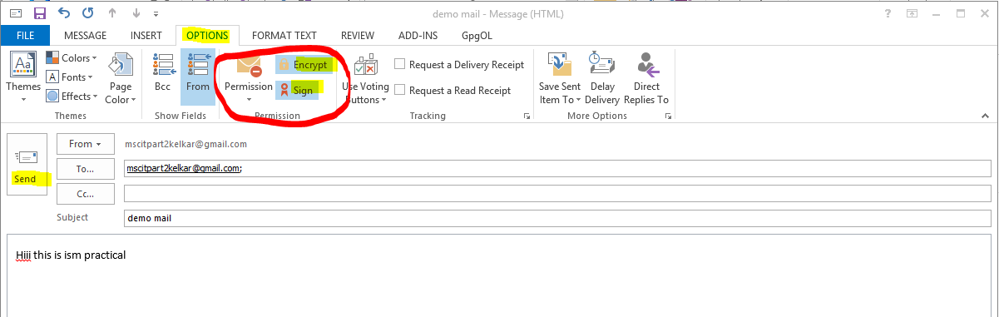 demo mail - Message (HTML)
FILE MESSAGE INSERT OPTIONS FORMAT TEXT REVIEW ADD-INS GpgOL
Aa Colors
A Fonts
Effects
Themes
Page
Color
Themes
Bcc From
Show Fields
Permission
Encrypt
Sign
Permission
Use Voting
Buttons
Request a Delivery Receipt
Request a Read Receipt
Tracking
Save Sent
Item To
Delay
Delivery
Direct
Replies To
More Options
Send
From mscitpart2kelkar@gmail.com
To... mscitpart2kelkar@gmail.com;
Cc...
Subject demo mail
Hiii this is ism practical